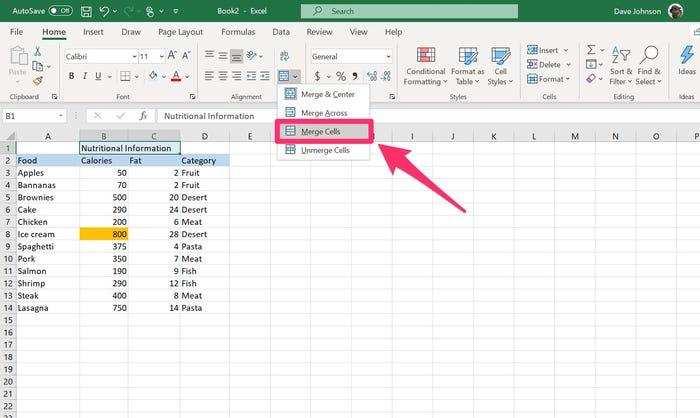 AutoSave Off Book2 - Excel Search Dave Johnson
File Home Insert Draw Page Layout Formulas Data Review View Help
Paste Calibri 11 A A General Conditional Formatting Format as Table Cell Styles Insert Delete Format Ideas
B I U $ % ,
Clipboard Font Alignment Styles Cells Editing Ideas
Merge & Center
Merge Across
Merge Cells
Unmerge Cells
B1 fx Nutritional Information
A B C D E I J K L M N O P
1 Nutritional Information
2 Food Calories Fat Category
3 Apples 50 2 Fruit
4 Bannanas 70 2 Fruit
5 Brownies 500 20 Desert
6 Cake 290 24 Desert
7 Chicken 200 6 Meat
8 Ice cream 800 28 Desert
9 Spaghetti 375 4 Pasta
10 Pork 350 7 Meat
11 Salmon 190 9 Fish
12 Shrimp 290 12 Fish
13 Steak 400 8 Meat
14 Lasagna 750 14 Pasta
15
16
17
18
19
20
21
22